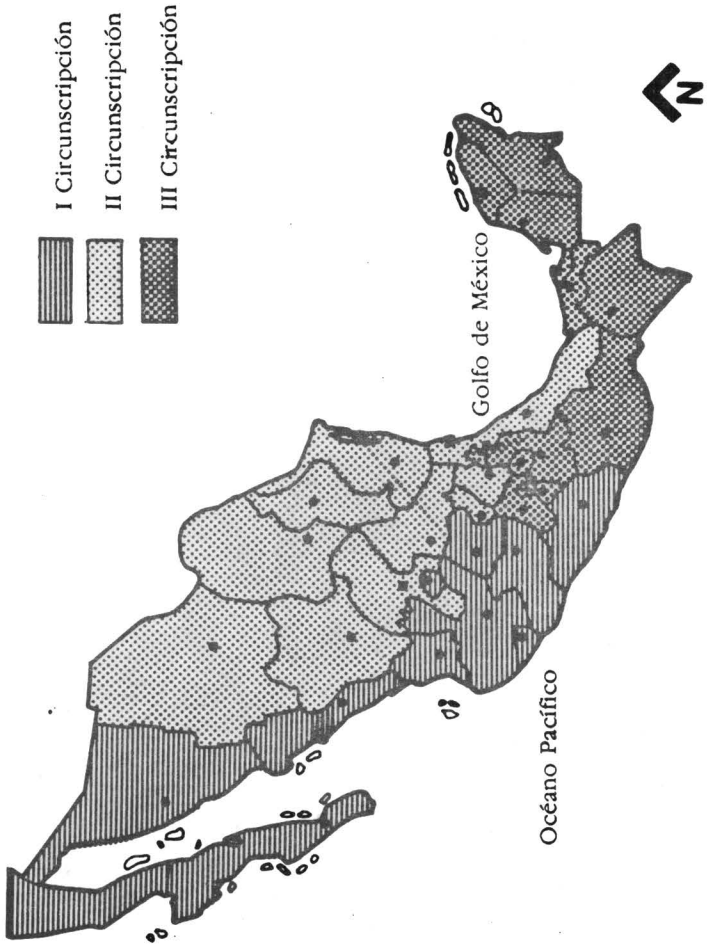 I Circunscripción
II Circunscripción
III Circunscripción
Golfo de México
Océano Pacífico
N